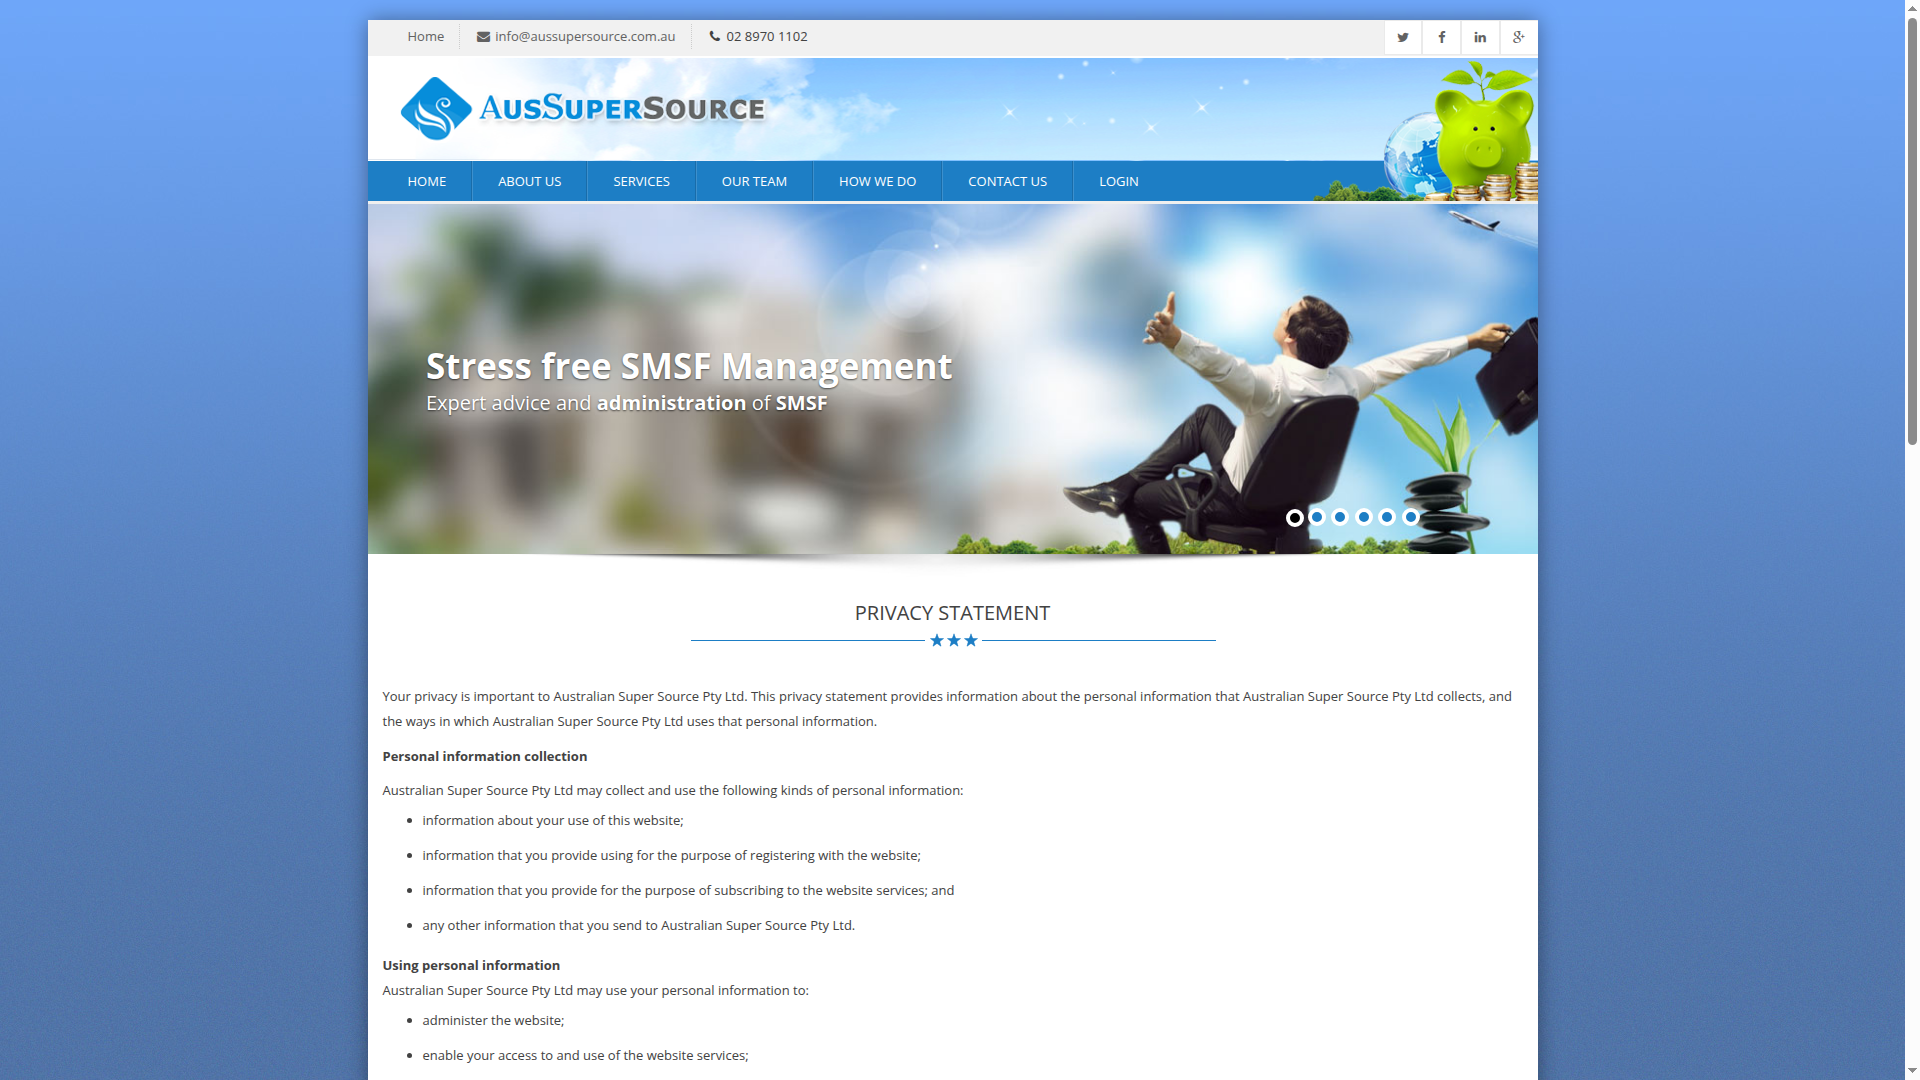 Home
info@aussupersource.com.au
02 8970 1102
AUSSUPERSOURCE
HOME
ABOUT US
SERVICES
OUR TEAM
HOW WE DO
CONTACT US
LOGIN
Stress free SMSF Management
Expert advice and administration of SMSF
PRIVACY STATEMENT
Your privacy is important to Australian Super Source Pty Ltd. This privacy statement provides information about the personal information that Australian Super Source Pty Ltd collects, and
the ways in which Australian Super Source Pty Ltd uses that personal information.
Personal information collection
Australian Super Source Pty Ltd may collect and use the following kinds of personal information:
information about your use of this website;
information that you provide using for the purpose of registering with the website;
information that you provide for the purpose of subscribing to the website services; and
any other information that you send to Australian Super Source Pty Ltd.
Using personal information
Australian Super Source Pty Ltd may use your personal information to:
administer the website;
enable your access to and use of the website services;